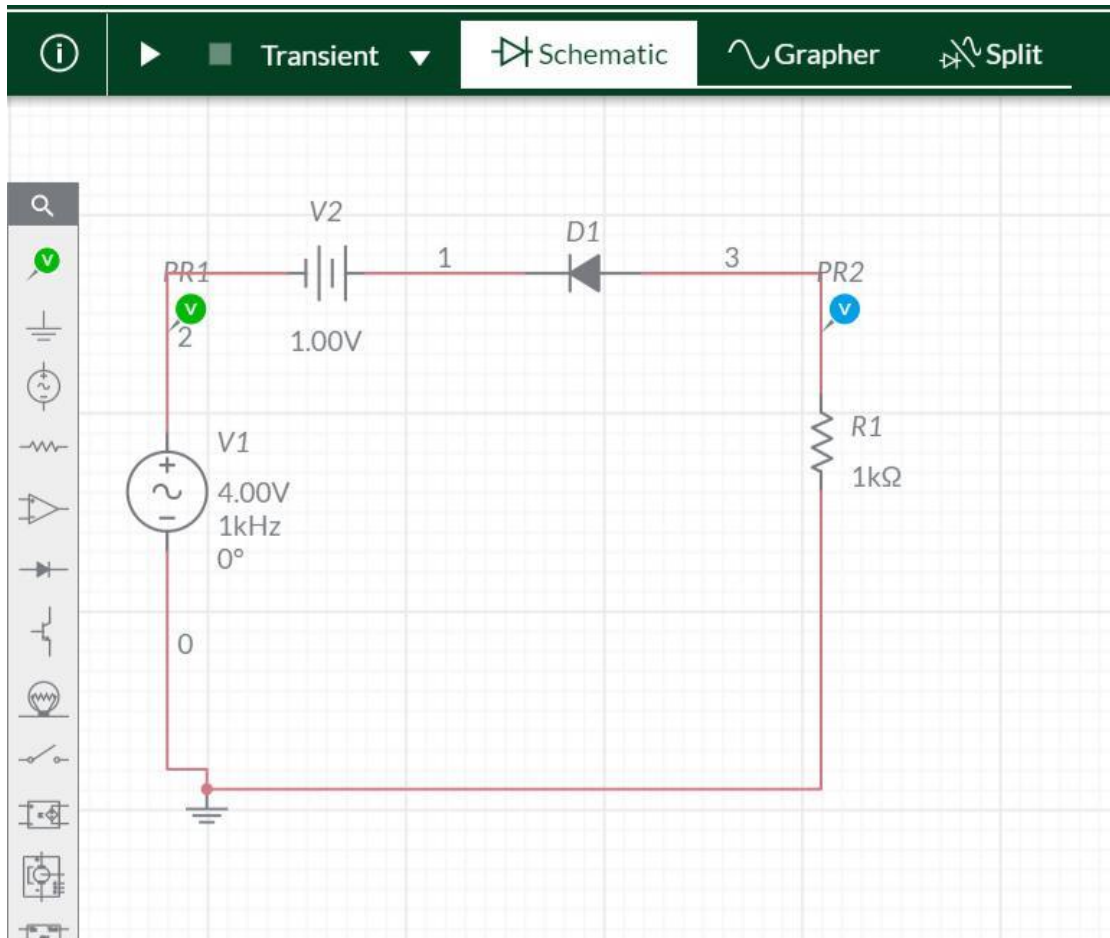 Transient
Schematic
Grapher
Split
V2
D1
1
3
PR1
PR2
V
V
V
2
1.00V
V1
4.00V
1kHz
0°
R1
1kΩ
0